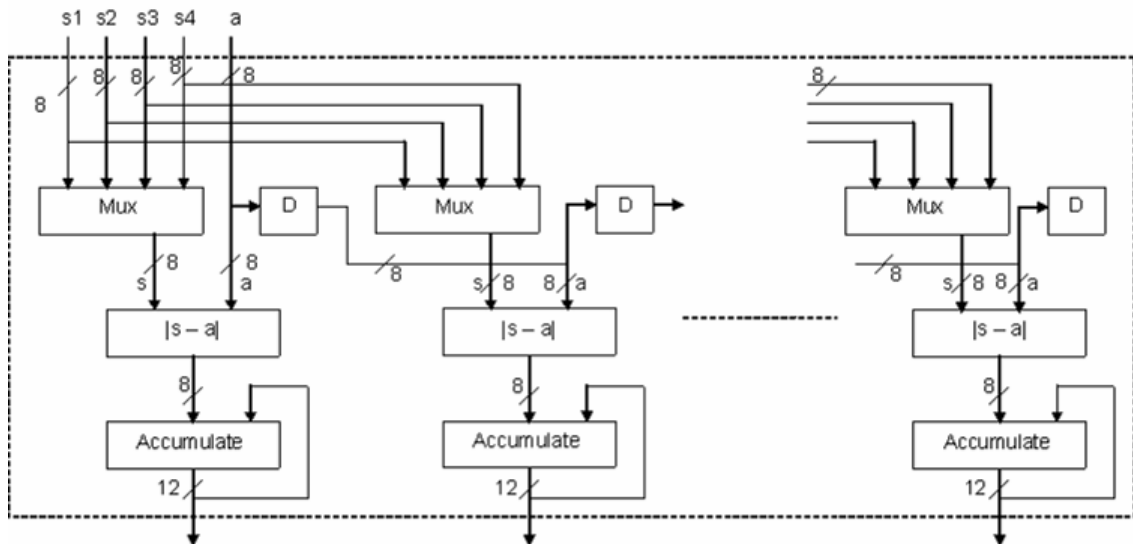 s1 s2 s3 s4 a
8 8 8 8 8 8
Mux D Mux D Mux D
8 8 8 8
s a s 8 8 a s 8 8 a
|s – a| |s – a| |s – a|
8 8 8
Accumulate Accumulate Accumulate
12 12 12